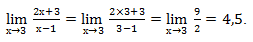 lim x→3 2x+3/x−1 = lim x→3 2×3+3/3−1 = lim x→3 9/2 = 4,5.